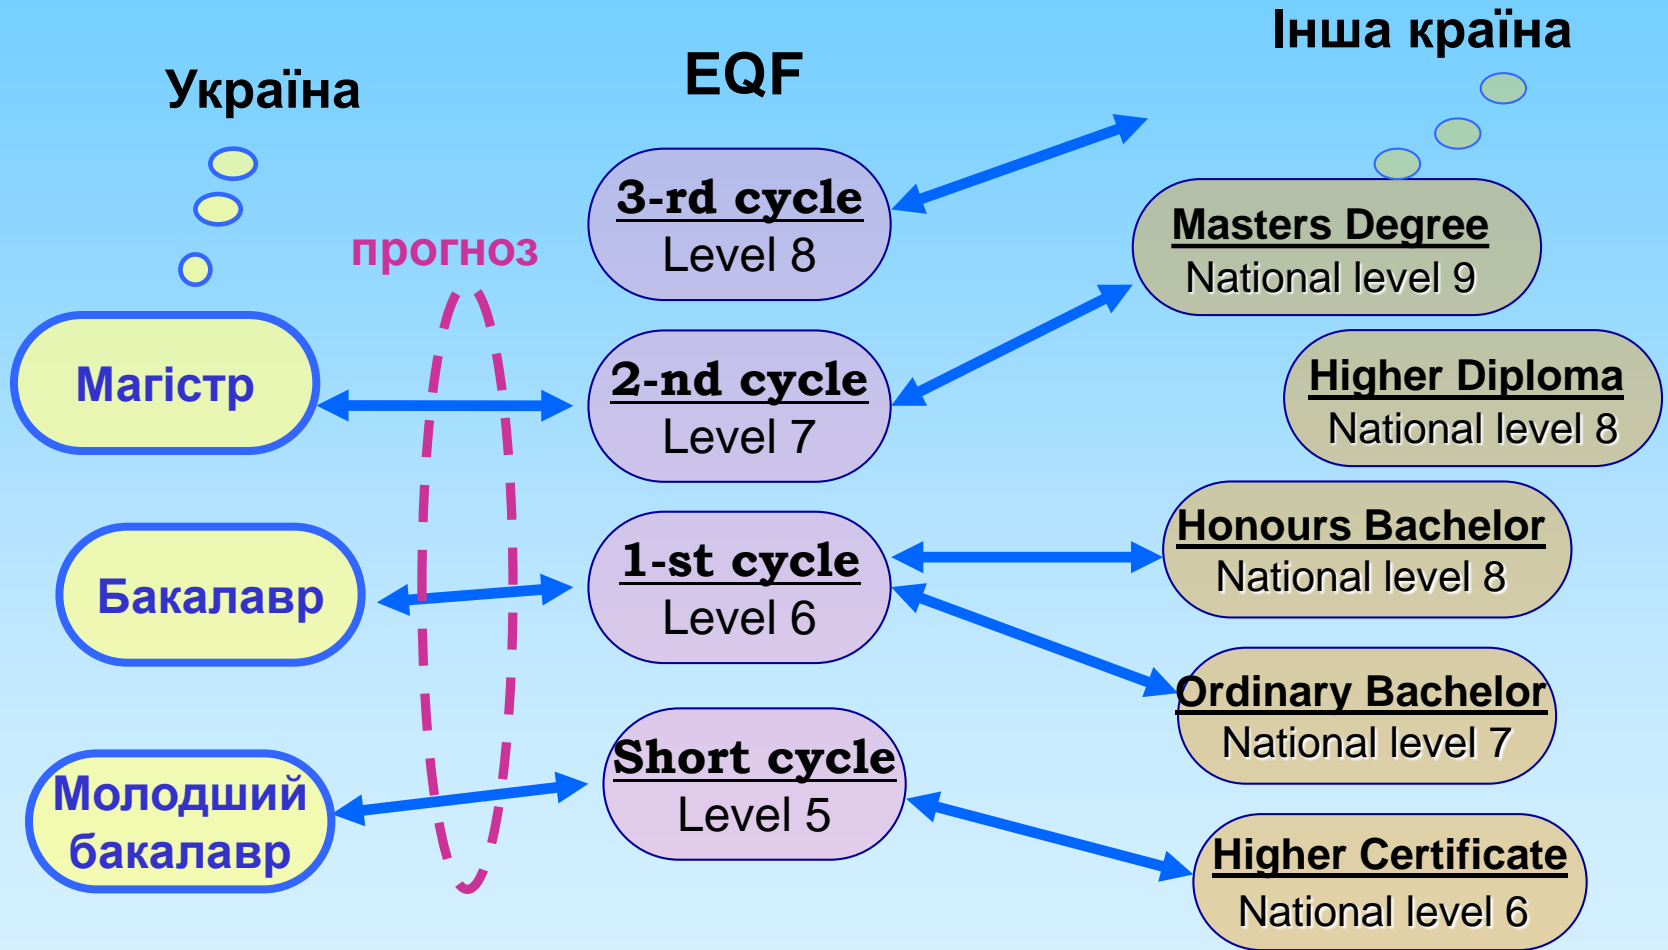 Україна
EQF
Інша країна
прогноз
Магістр
Бакалавр
Молодший
бакалавр
3-rd cycle
Level 8
2-nd cycle
Level 7
1-st cycle
Level 6
Short cycle
Level 5
Masters Degree
National level 9
Higher Diploma
National level 8
Honours Bachelor
National level 8
Ordinary Bachelor
National level 7
Higher Certificate
National level 6